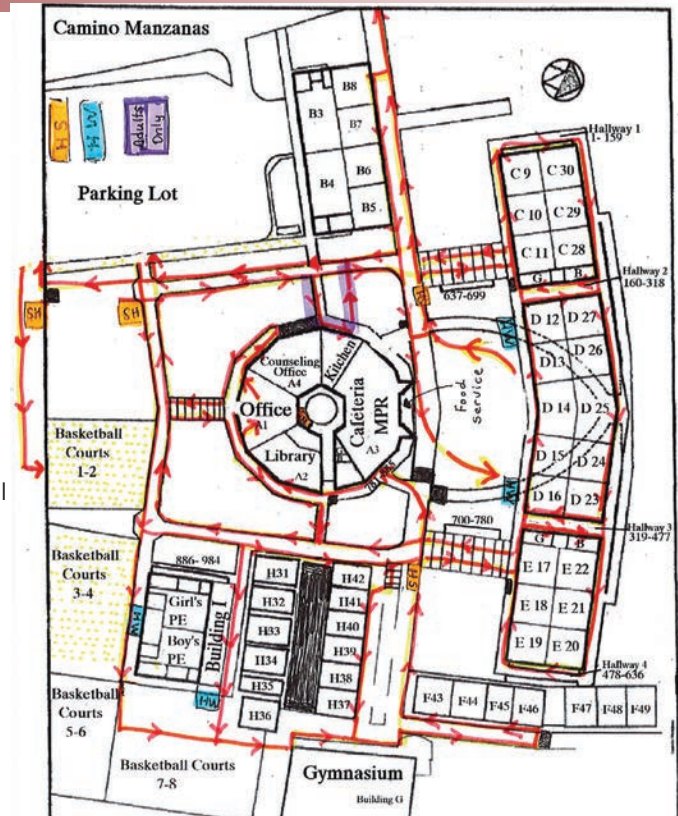 Camino Manzanas
SH
Adults
Only
Parking Lot
B3
B8
B7
B4
B6
B5
Hallway 1
1- 159
C 9
C 30
C 10
C 29
C 11
C 28
G
B
Hallway 2
160-318
637-699
HS
HS
D 12
D 27
D13
D 26
D 14
D 25
D 15
D 24
D 16
D 23
Counseling
Office
A4
Kitchen
Office
A1
Cafeteria
MPR
A3
Library
A2
Food
Service
Basketball
Courts
1-2
700-780
Hallway 3
319-477
G
B
Basketball
Courts
3-4
886- 984
Girl's
PE
Boy's
PE
Building I
H31
H32
H33
H34
H35
H36
H42
H41
H40
H39
H38
H37
HS
E 17
E 22
E 18
E 21
E 19
E 20
Hallway 4
478-636
F43
F44
F45
F46
F47
F48
F49
Basketball
Courts
5-6
Basketball Courts
7-8
Gymnasium
Building G